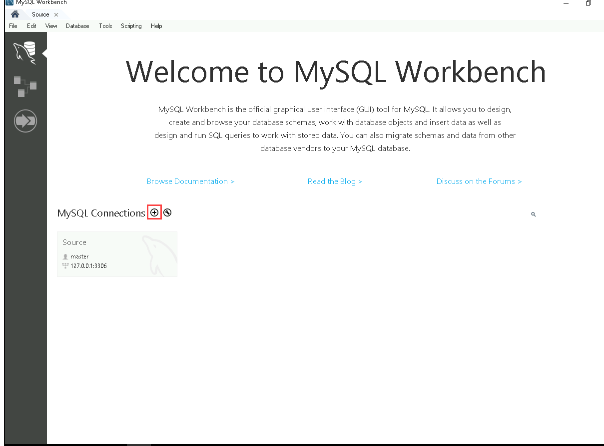 MySQL Workbench
Source ×
File Edit View Database Tools Scripting Help
Welcome to MySQL Workbench
MySQL Workbench is the official graphical user interface (GUI) tool for MySQL. It allows you to design,
create and browse your database schemas, work with database objects and insert data as well as
design and run SQL queries to work with stored data. You can also migrate schemas and data from other
database vendors to your MySQL database.
Browse Documentation >
Read the Blog >
Discuss on the Forums >
MySQL Connections
Source
master
127.0.0.1:3306